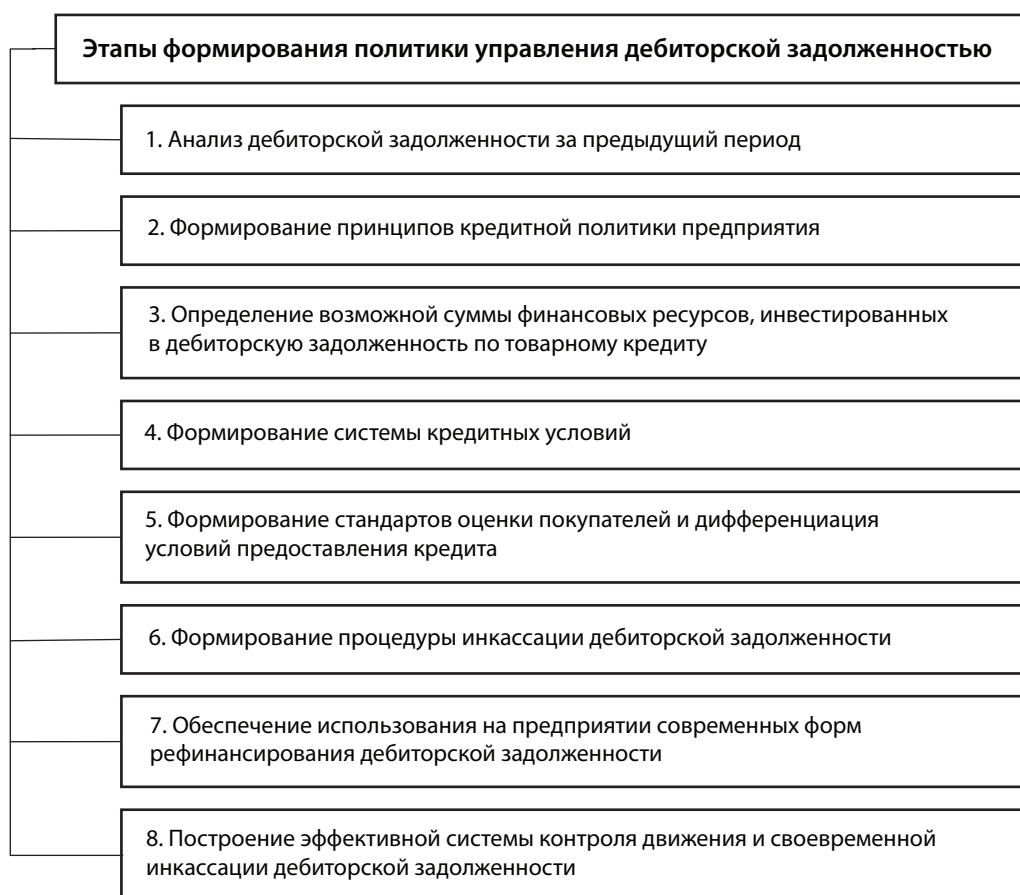 Этапы формирования политики управления дебиторской задолженностью
1. Анализ дебиторской задолженности за предыдущий период
2. Формирование принципов кредитной политики предприятия
3. Определение возможной суммы финансовых ресурсов, инвестированных
в дебиторскую задолженность по товарному кредиту
4. Формирование системы кредитных условий
5. Формирование стандартов оценки покупателей и дифференциация
условий предоставления кредита
6. Формирование процедуры инкассации дебиторской задолженности
7. Обеспечение использования на предприятии современных форм
рефинансирования дебиторской задолженности
8. Построение эффективной системы контроля движения и своевременной
инкассации дебиторской задолженности